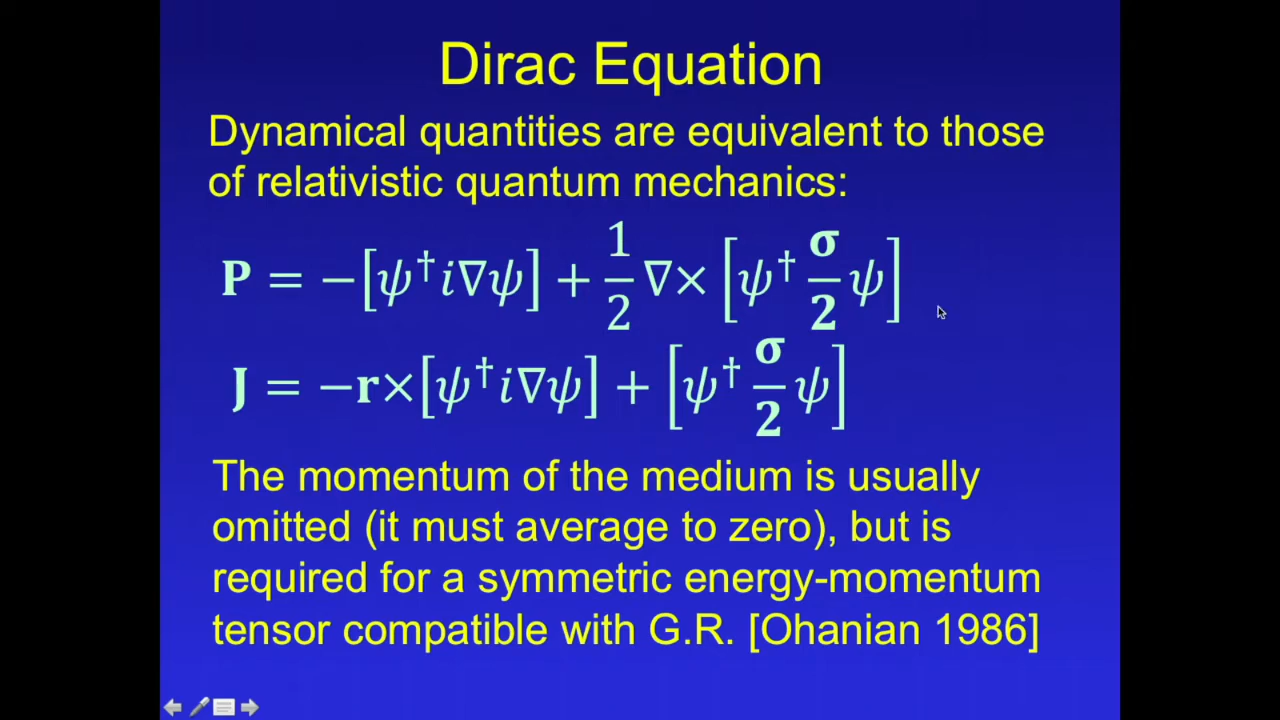 Dirac Equation
Dynamical quantities are equivalent to those
of relativistic quantum mechanics:
𝐏 = −[ψ†i∇ψ] + 1/2 ∇×[ψ† 𝛔/𝟐 ψ]
𝐉 = −𝐫×[ψ†i∇ψ] + [ψ† 𝛔/𝟐 ψ]
The momentum of the medium is usually
omitted (it must average to zero), but is
required for a symmetric energy-momentum
tensor compatible with G.R. [Ohanian 1986]